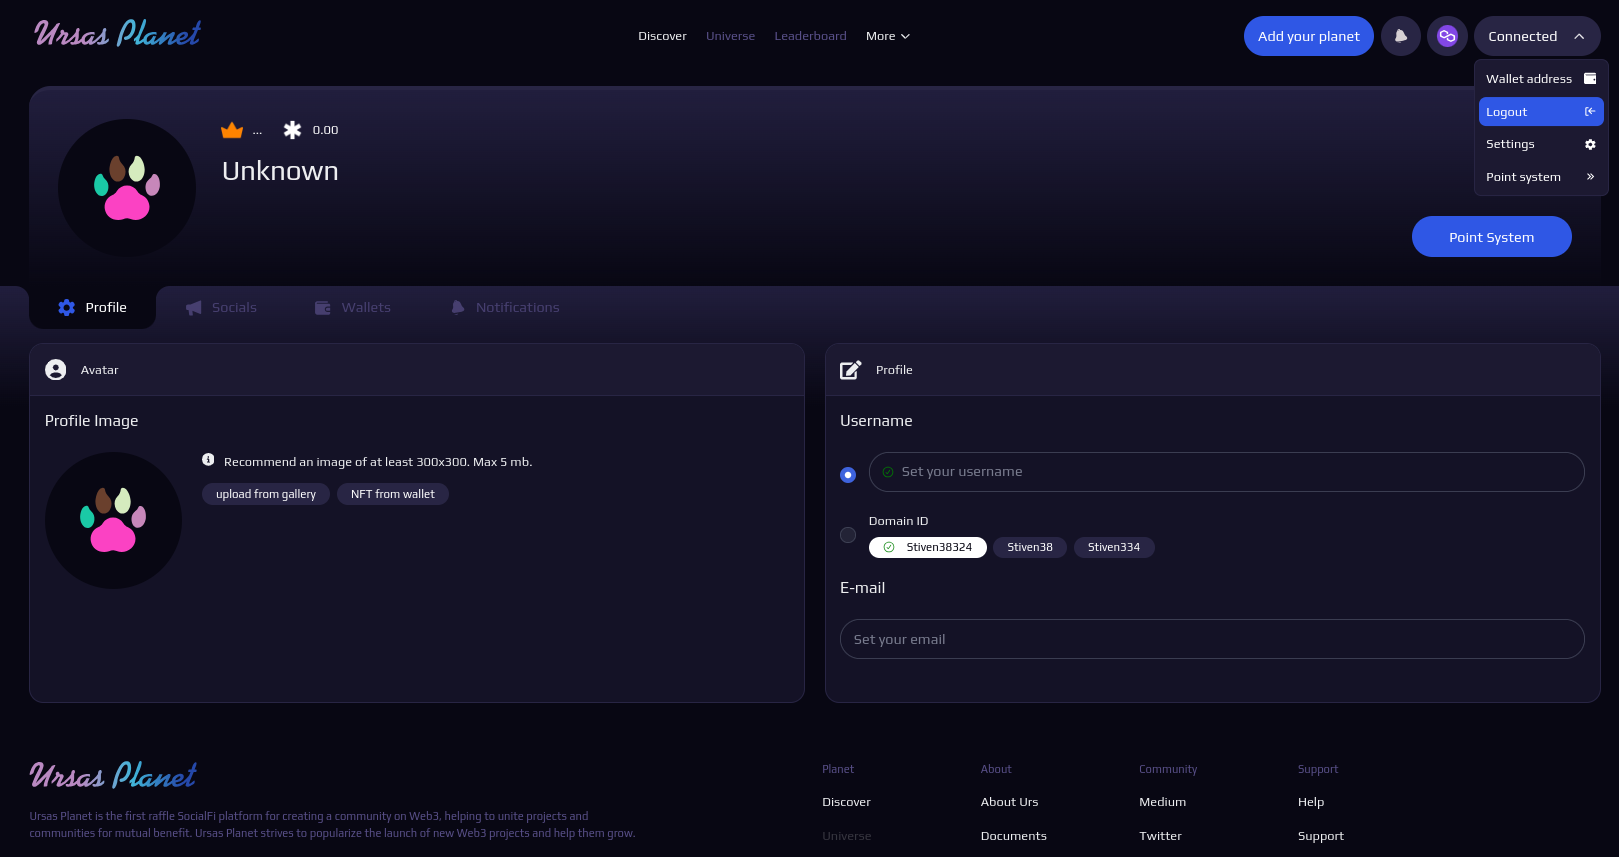 Ursas Planet
Discover
Universe
Leaderboard
More
Add your planet
Connected
Wallet address
Logout
Settings
Point system
... 0.00
Unknown
Point System
Profile
Socials
Wallets
Notifications
Avatar
Profile Image
Recommend an image of at least 300x300. Max 5 mb.
upload from gallery
NFT from wallet
Profile
Username
Set your username
Domain ID
Stiven38324
Stiven38
Stiven334
E-mail
Set your email
Ursas Planet
Ursas Planet is the first raffle SocialFi platform for creating a community on Web3, helping to unite projects and
communities for mutual benefit. Ursas Planet strives to popularize the launch of new Web3 projects and help them grow.
Planet
Discover
Universe
About
About Urs
Documents
Community
Medium
Twitter
Support
Help
Support